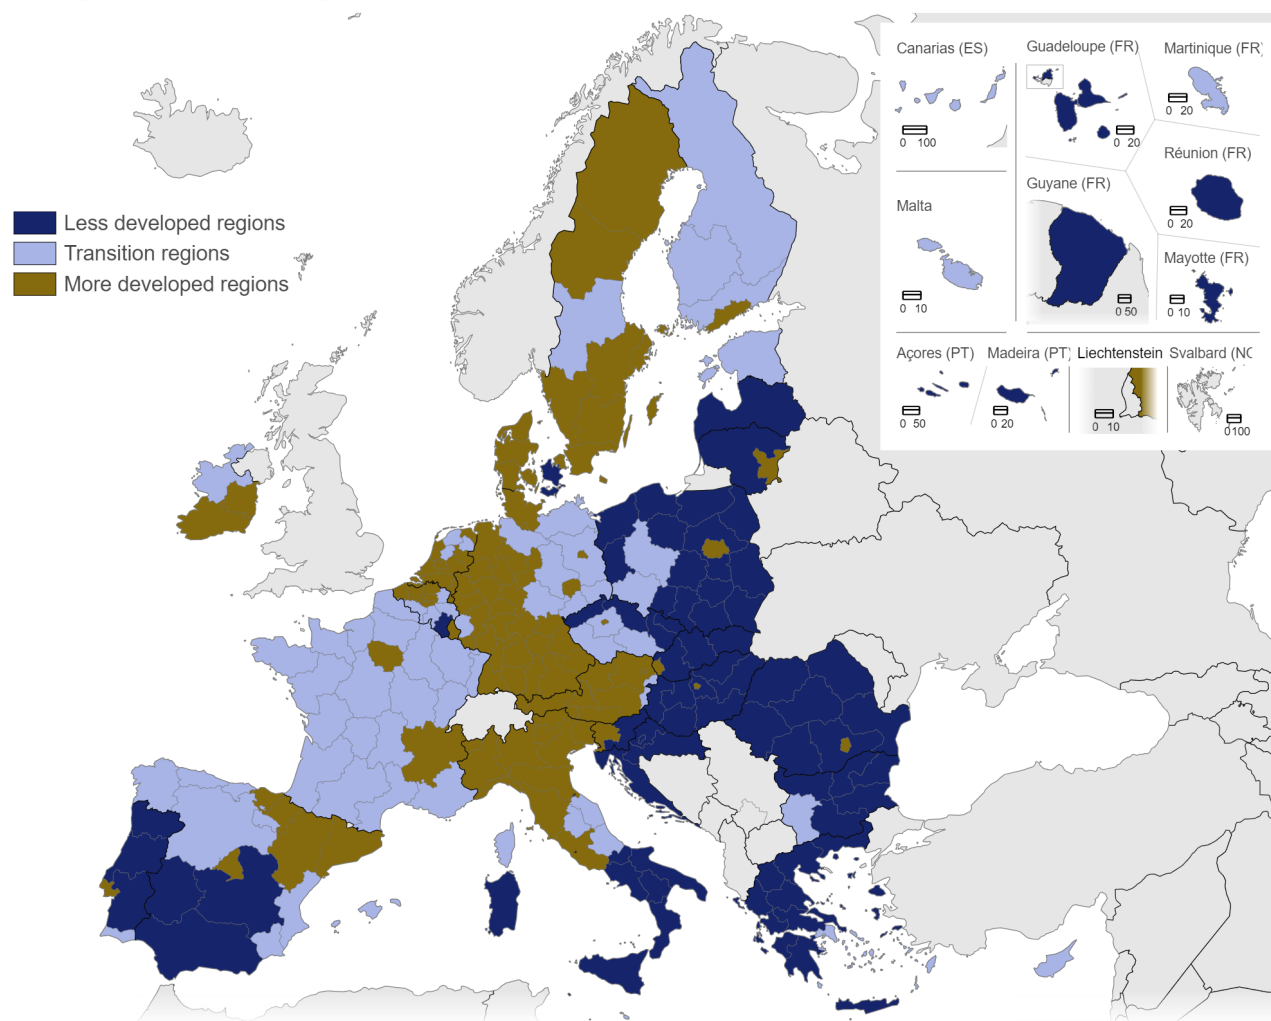 Less developed regions
Transition regions
More developed regions
Canarias (ES)
0 100
Guadeloupe (FR)
0 20
Martinique (FR)
0 20
Réunion (FR)
0 20
Guyane (FR)
0 50
Mayotte (FR)
0 10
Malta
0 10
Açores (PT)
0 50
Madeira (PT)
0 20
Liechtenstein
0 10
Svalbard (NO
0 100